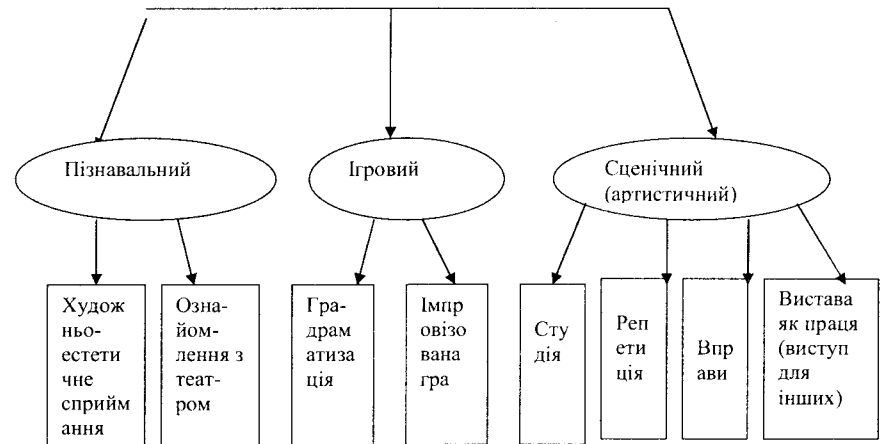 Пізнавальний
Ігровий
Сценічний
(артистичний)
Худож
ньо-
естети
чне
сприйм
ання
Озна-
йом-
лення з
теат-
ром
Гра-
драм
атиза
ція
Імпр
овізо
вана
гра
Сту
дія
Реп
ети
ція
Впр
ави
Вистава
як праця
(виступ
для
інших)